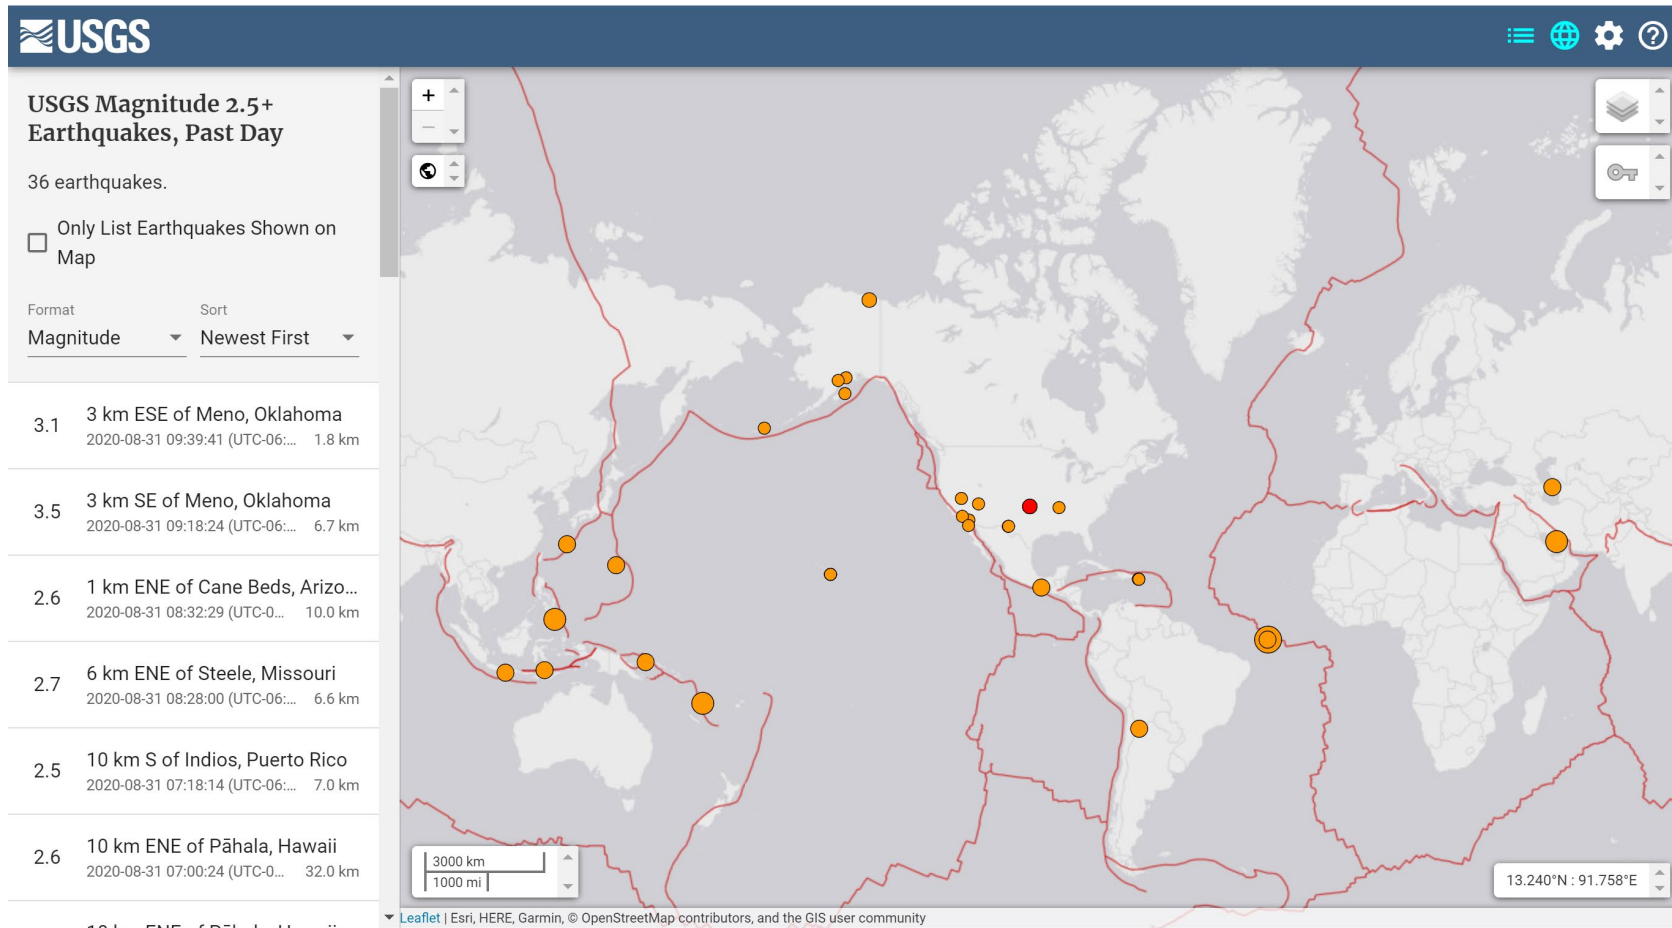 USGS
USGS Magnitude 2.5+
Earthquakes, Past Day
36 earthquakes.
Only List Earthquakes Shown on
Map
Format
Sort
Magnitude
Newest First
3.1
3 km ESE of Meno, Oklahoma
2020-08-31 09:39:41 (UTC-06:... 1.8 km
3.5
3 km SE of Meno, Oklahoma
2020-08-31 09:18:24 (UTC-06:... 6.7 km
2.6
1 km ENE of Cane Beds, Arizo...
2020-08-31 08:32:29 (UTC-0... 10.0 km
2.7
6 km ENE of Steele, Missouri
2020-08-31 08:28:00 (UTC-06:... 6.6 km
2.5
10 km S of Indios, Puerto Rico
2020-08-31 07:18:14 (UTC-06:... 7.0 km
2.6
10 km ENE of Pāhala, Hawaii
2020-08-31 07:00:24 (UTC-0... 32.0 km
+
−
3000 km
1000 mi
13.240°N : 91.758°E
Leaflet | Esri, HERE, Garmin, © OpenStreetMap contributors, and the GIS user community